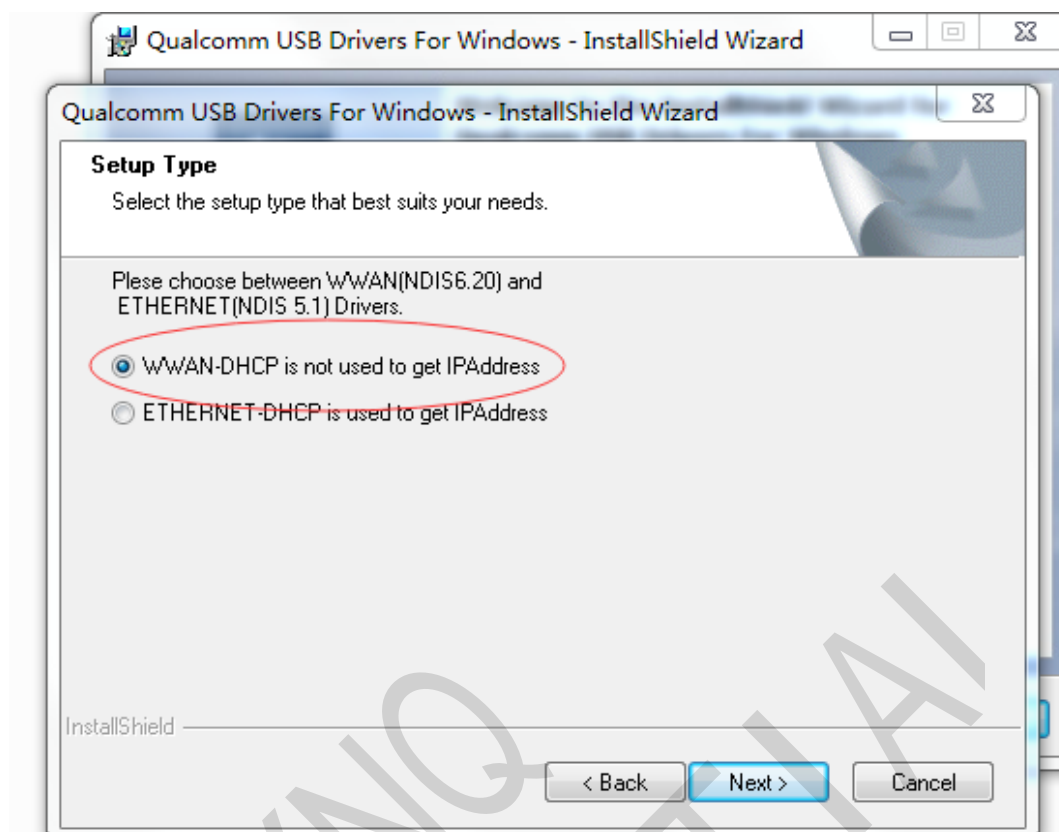 Qualcomm USB Drivers For Windows - InstallShield Wizard
Qualcomm USB Drivers For Windows - InstallShield Wizard
Setup Type
Select the setup type that best suits your needs.
Plese choose between WWAN(NDIS6.20) and
ETHERNET(NDIS 5.1) Drivers.
WWAN-DHCP is not used to get IPAddress
ETHERNET-DHCP is used to get IPAddress
InstallShield
< Back
Next >
Cancel